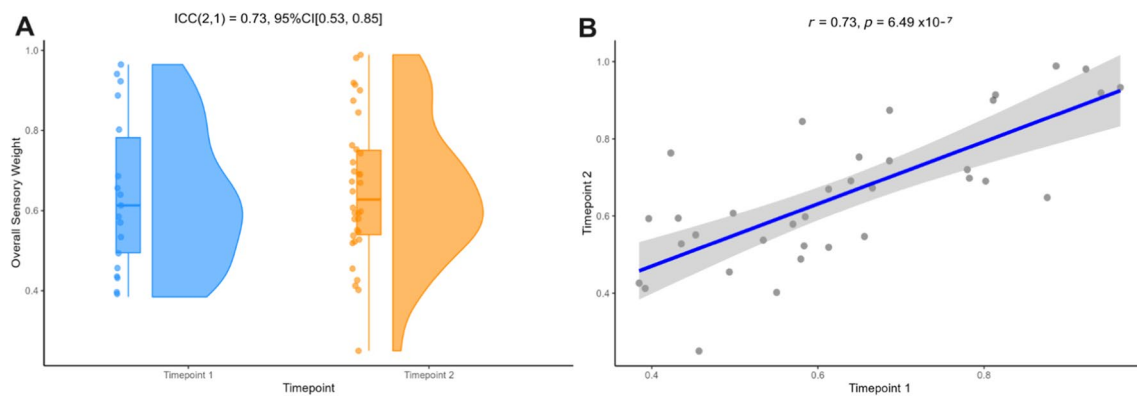 A
ICC(2,1) = 0.73, 95%CI[0.53, 0.85]
Overall Sensory Weight
1.0
0.8
0.6
0.4
Timepoint 1
Timepoint 2
Timepoint
B
r = 0.73, p = 6.49 x10-⁷
Timepoint 2
1.0
0.8
0.6
0.4
0.4
0.6
0.8
Timepoint 1